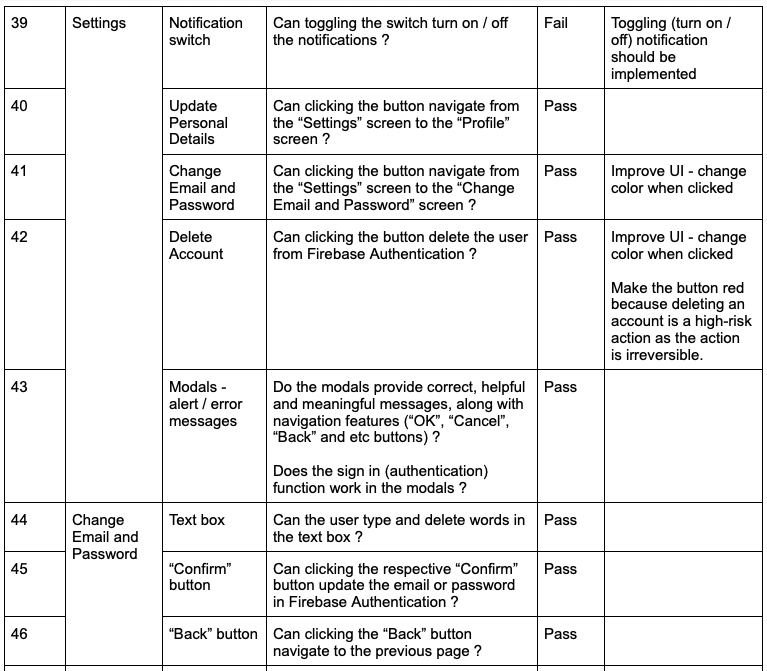 39
Settings
Notification
switch
Can toggling the switch turn on / off
the notifications ?
Fail
Toggling (turn on /
off) notification
should be
implemented
40
Update
Personal
Details
Can clicking the button navigate from
the “Settings” screen to the “Profile”
screen ?
Pass
41
Change
Email and
Password
Can clicking the button navigate from
the “Settings” screen to the “Change
Email and Password” screen ?
Pass
Improve UI - change
color when clicked
42
Delete
Account
Can clicking the button delete the user
from Firebase Authentication ?
Pass
Improve UI - change
color when clicked
Make the button red
because deleting an
account is a high-risk
action as the action
is irreversible.
43
Modals -
alert / error
messages
Do the modals provide correct, helpful
and meaningful messages, along with
navigation features (“OK”, “Cancel”,
“Back” and etc buttons) ?
Does the sign in (authentication)
function work in the modals ?
Pass
44
Change
Email and
Password
Text box
Can the user type and delete words in
the text box ?
Pass
45
“Confirm”
button
Can clicking the respective “Confirm”
button update the email or password
in Firebase Authentication ?
Pass
46
“Back” button
Can clicking the “Back” button
navigate to the previous page ?
Pass